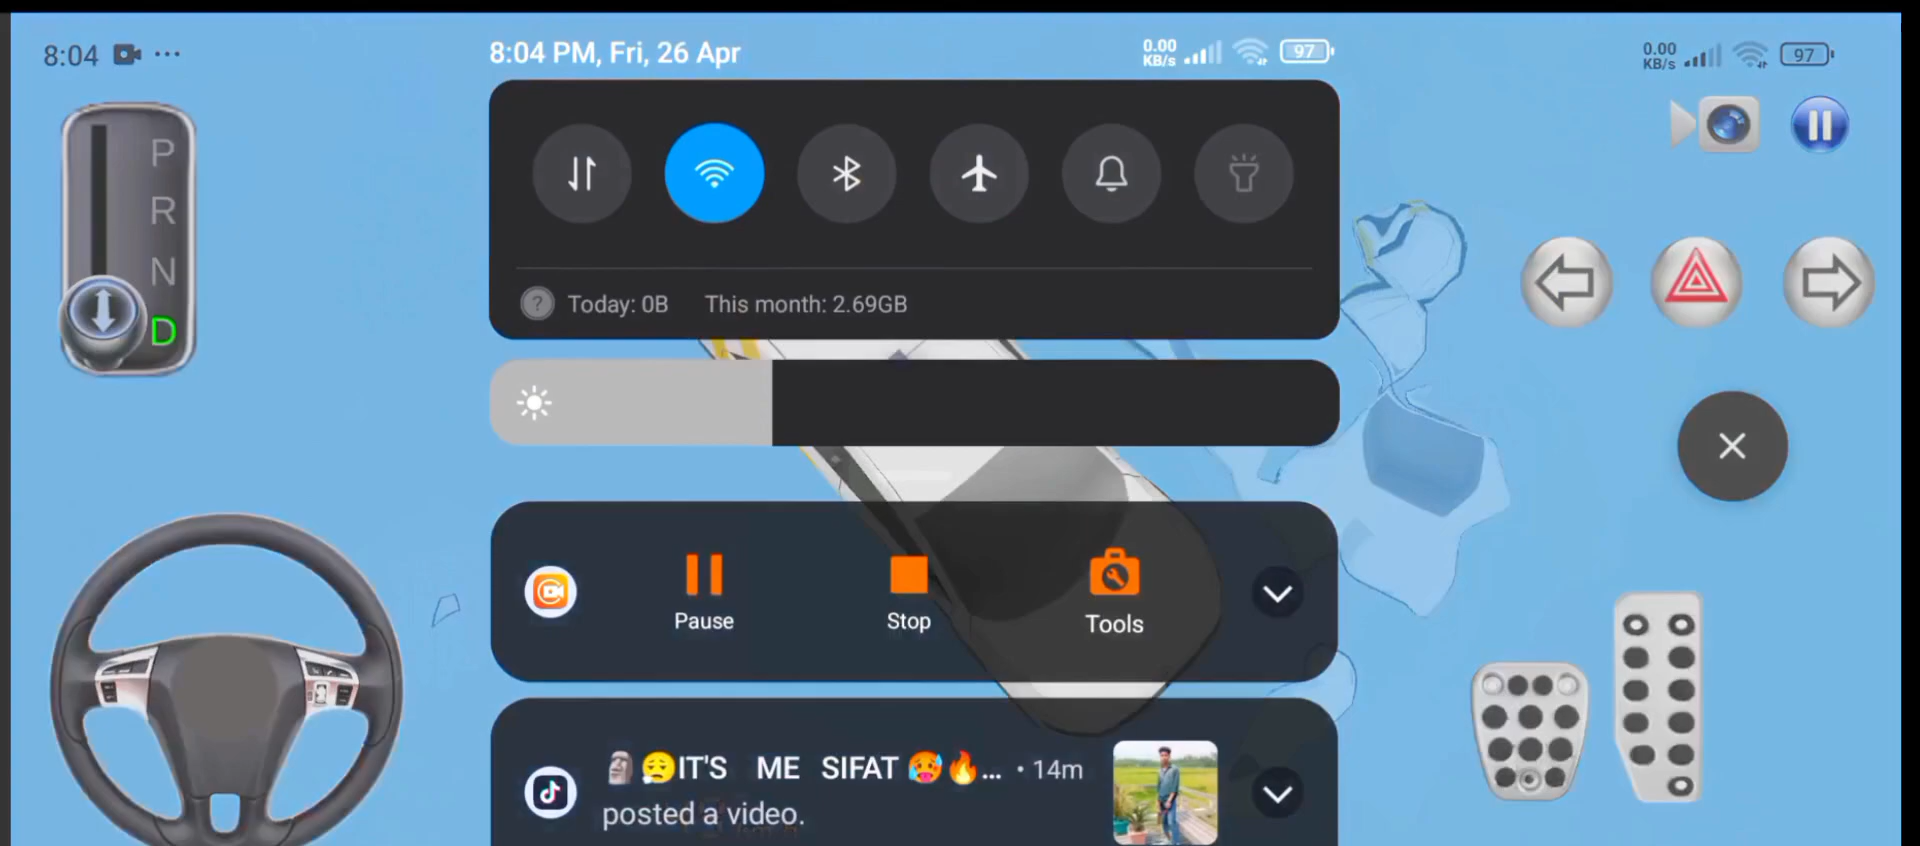 8:04 ...
8:04 PM, Fri, 26 Apr
0.00
KB/s
97
0.00
KB/s
97
P
R
N
D
? Today: 0B This month: 2.69GB
Pause
Stop
Tools
🗿😮‍💨IT'S ME SIFAT 🥵🔥... • 14m
posted a video.